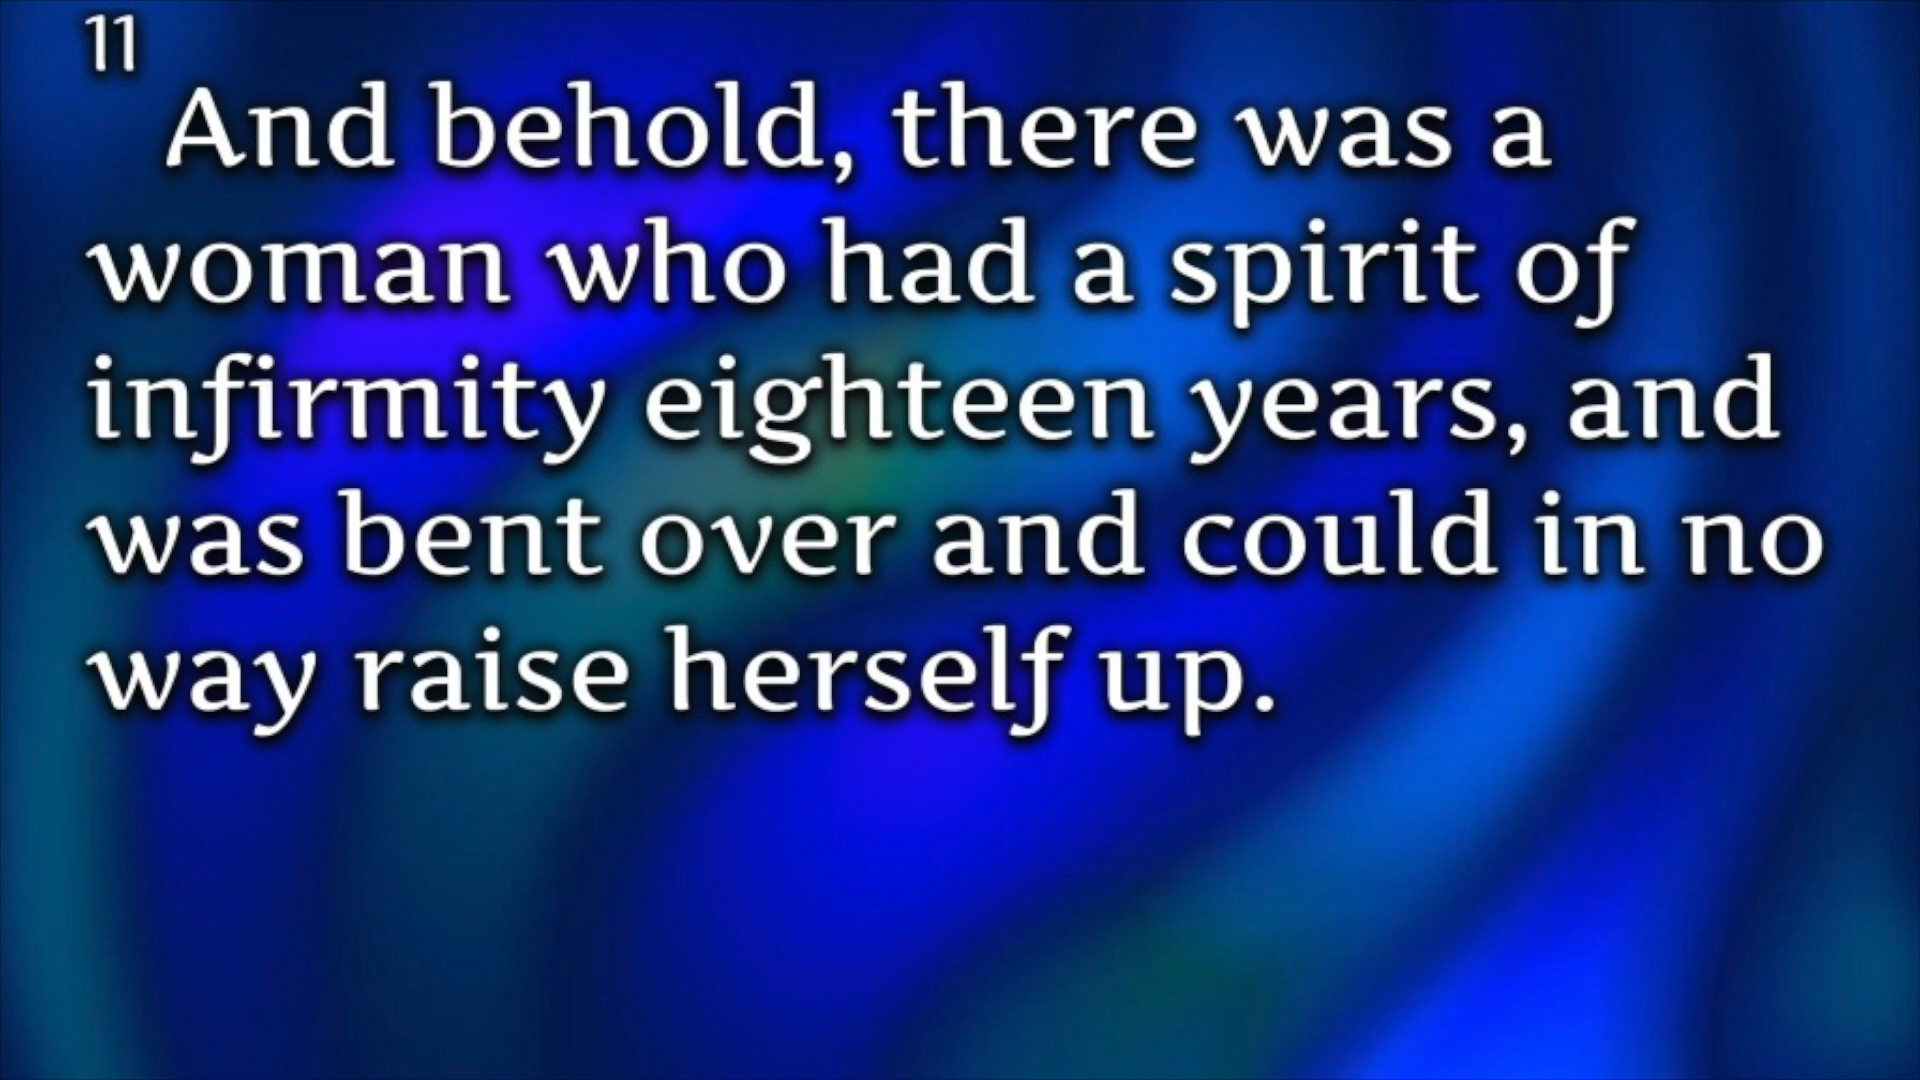 11
And behold, there was a
woman who had a spirit of
infirmity eighteen years, and
was bent over and could in no
way raise herself up.